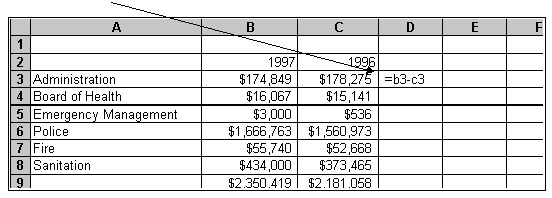 A B C D E F
1
2 1997 1996
3 Administration $174,849 $178,275 =b3-c3
4 Board of Health $16,067 $15,141
5 Emergency Management $3,000 $536
6 Police $1,666,763 $1,560,973
7 Fire $55,740 $52,668
8 Sanitation $434,000 $373,465
9 $2,350,419 $2,181,058